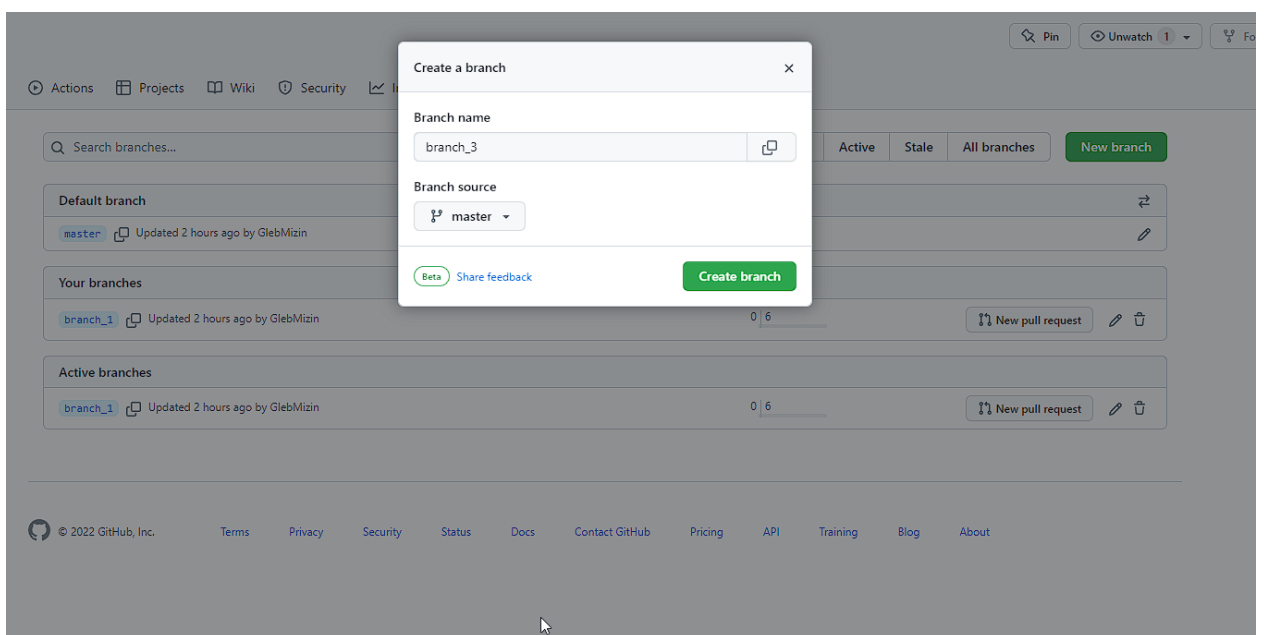 Pin
Unwatch 1
Fo
Actions
Projects
Wiki
Security
Create a branch
Branch name
branch_3
Branch source
master
Beta
Share feedback
Create branch
Search branches...
Active
Stale
All branches
New branch
Default branch
master Updated 2 hours ago by GlebMizin
Your branches
branch_1 Updated 2 hours ago by GlebMizin 0 6 New pull request
Active branches
branch_1 Updated 2 hours ago by GlebMizin 0 6 New pull request
© 2022 GitHub, Inc. Terms Privacy Security Status Docs Contact GitHub Pricing API Training Blog About